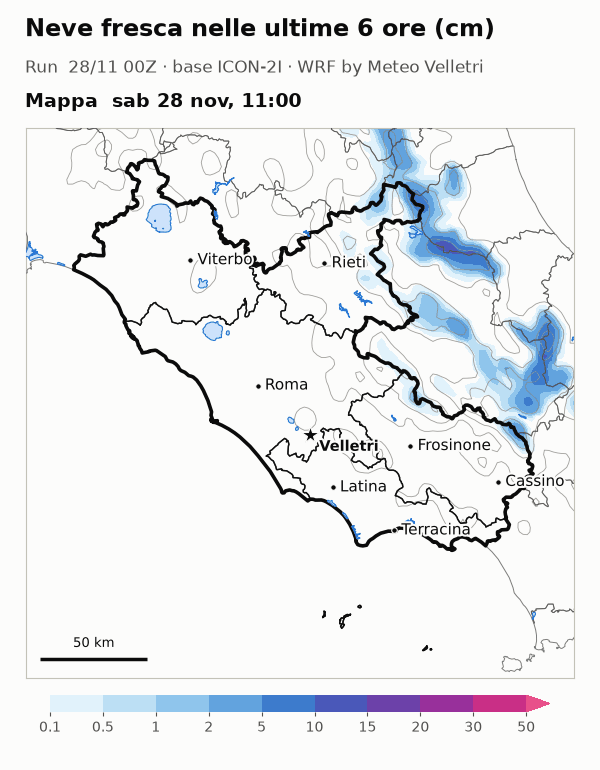 Neve fresca nelle ultime 6 ore (cm)
Run  28/11 00Z · base ICON-2I · WRF by Meteo Velletri
Mappa  sab 28 nov, 11:00
Viterbo
Rieti
Roma
Velletri
Frosinone
Cassino
Latina
Terracina
50 km
0.1 0.5 1 2 5 10 15 20 30 50